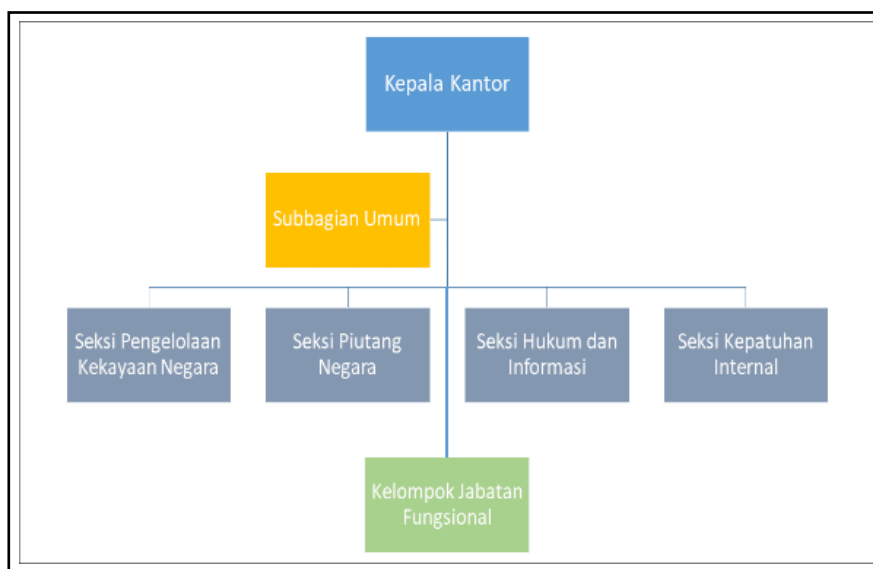 Kepala Kantor
Subbagian Umum
Seksi Pengelolaan
Kekayaan Negara
Seksi Piutang
Negara
Seksi Hukum dan
Informasi
Seksi Kepatuhan
Internal
Kelompok Jabatan
Fungsional